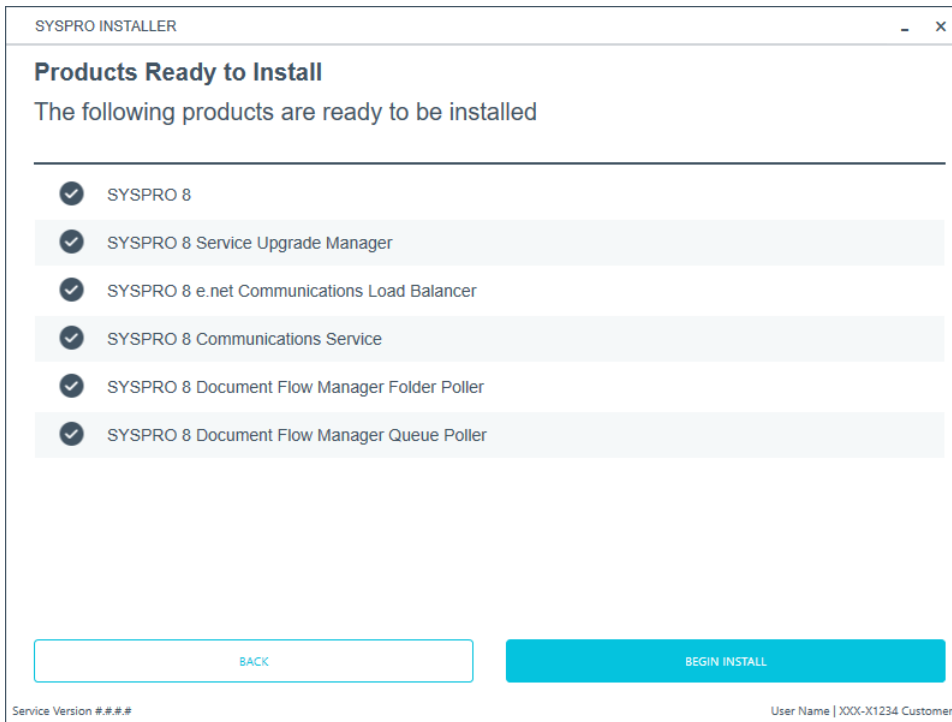 SYSPRO INSTALLER
Products Ready to Install
The following products are ready to be installed
SYSPRO 8
SYSPRO 8 Service Upgrade Manager
SYSPRO 8 e.net Communications Load Balancer
SYSPRO 8 Communications Service
SYSPRO 8 Document Flow Manager Folder Poller
SYSPRO 8 Document Flow Manager Queue Poller
BACK BEGIN INSTALL
Service Version #.#.#.# User Name | XXX-X1234 Customer